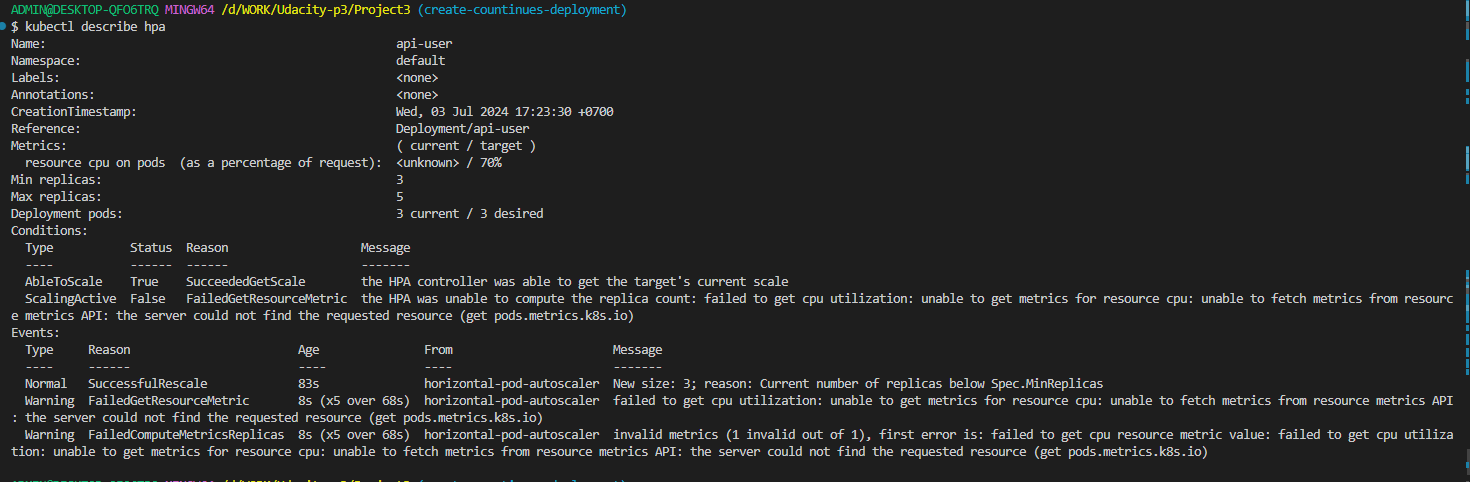 ADMIN@DESKTOP-QFO6TRQ MINGW64 /d/WORK/Udacity-p3/Project3 (create-countinues-deployment)
$ kubectl describe hpa
Name: api-user
Namespace: default
Labels: <none>
Annotations: <none>
CreationTimestamp: Wed, 03 Jul 2024 17:23:30 +0700
Reference: Deployment/api-user
Metrics: ( current / target )
resource cpu on pods (as a percentage of request): <unknown> / 70%
Min replicas: 3
Max replicas: 5
Deployment pods: 3 current / 3 desired
Conditions:
Type Status Reason Message
---- ------ ------ -------
AbleToScale True SucceededGetScale the HPA controller was able to get the target's current scale
ScalingActive False FailedGetResourceMetric the HPA was unable to compute the replica count: failed to get cpu utilization: unable to get metrics for resource cpu: unable to fetch metrics from resourc
e metrics API: the server could not find the requested resource (get pods.metrics.k8s.io)
Events:
Type Reason Age From Message
---- ------ ---- ---- -------
Normal SuccessfulRescale 83s horizontal-pod-autoscaler New size: 3; reason: Current number of replicas below Spec.MinReplicas
Warning FailedGetResourceMetric 8s (x5 over 68s) horizontal-pod-autoscaler failed to get cpu utilization: unable to get metrics for resource cpu: unable to fetch metrics from resource metrics API
: the server could not find the requested resource (get pods.metrics.k8s.io)
Warning FailedComputeMetricsReplicas 8s (x5 over 68s) horizontal-pod-autoscaler invalid metrics (1 invalid out of 1), first error is: failed to get cpu resource metric value: failed to get cpu utiliza
tion: unable to get metrics for resource cpu: unable to fetch metrics from resource metrics API: the server could not find the requested resource (get pods.metrics.k8s.io)